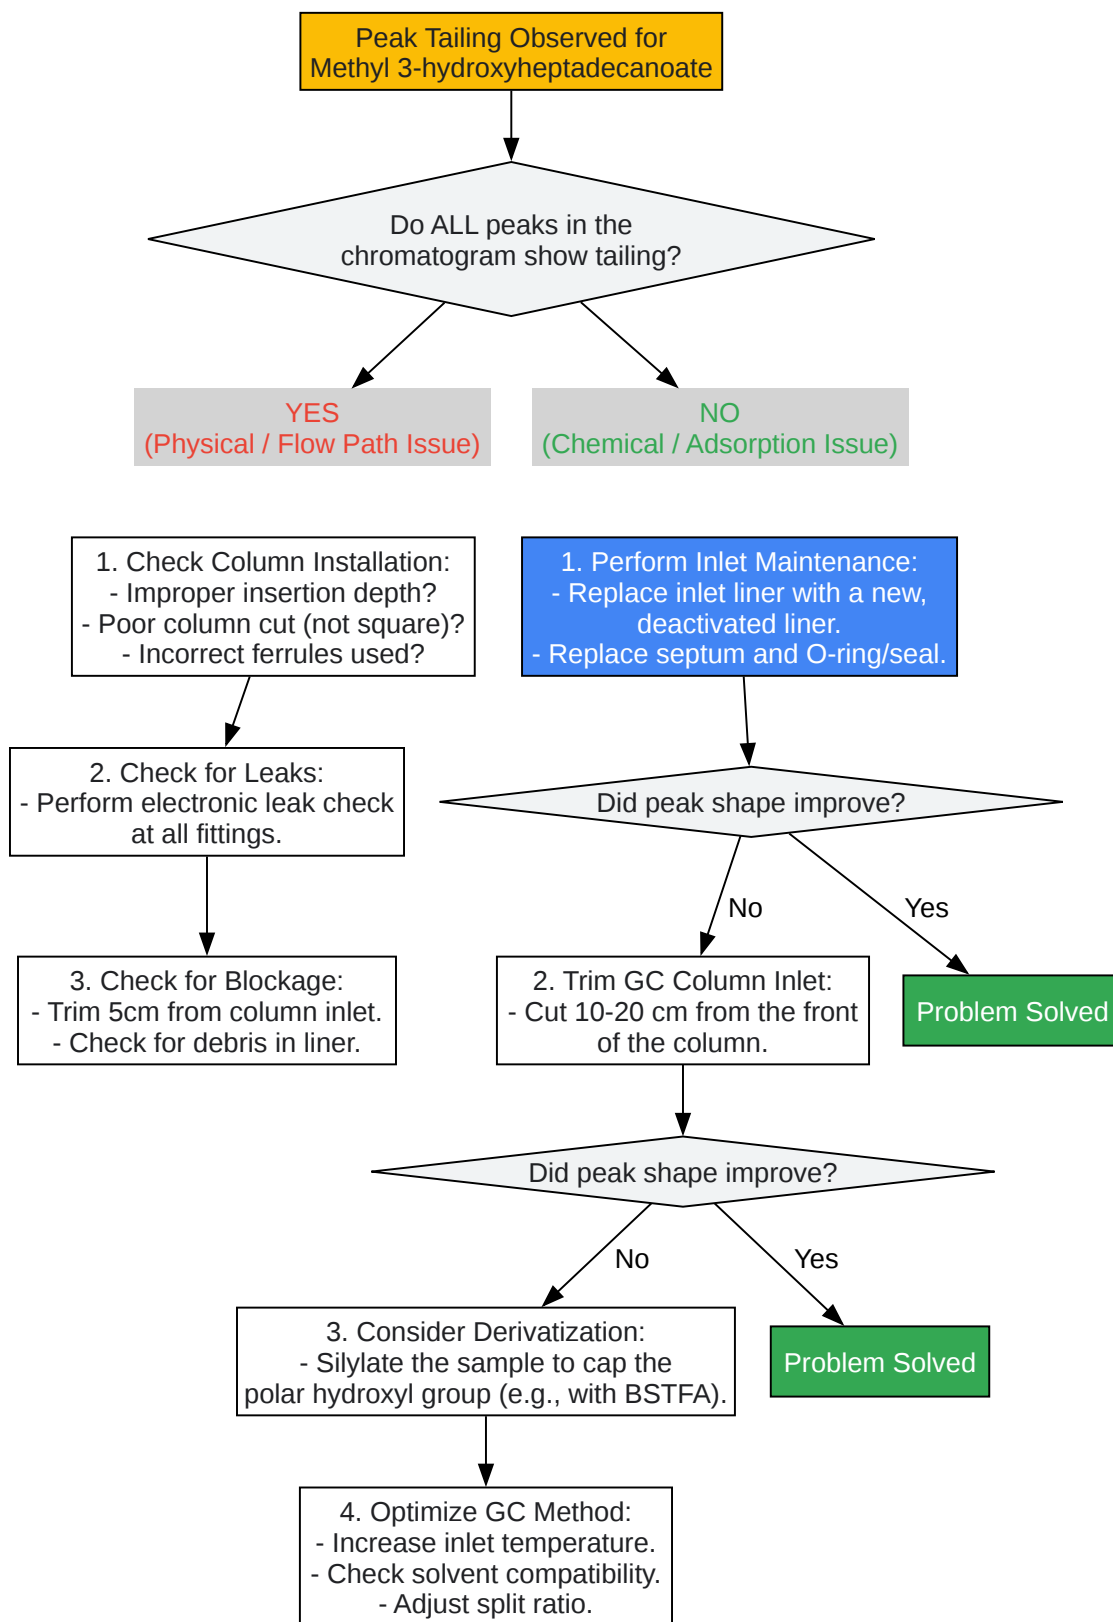 Peak Tailing Observed for
Methyl 3-hydroxyheptadecanoate
Do ALL peaks in the
chromatogram show tailing?
YES
(Physical / Flow Path Issue)
NO
(Chemical / Adsorption Issue)
1. Check Column Installation:
- Improper insertion depth?
- Poor column cut (not square)?
- Incorrect ferrules used?
1. Perform Inlet Maintenance:
- Replace inlet liner with a new,
deactivated liner.
- Replace septum and O-ring/seal.
2. Check for Leaks:
- Perform electronic leak check
at all fittings.
Did peak shape improve?
No
Yes
3. Check for Blockage:
- Trim 5cm from column inlet.
- Check for debris in liner.
2. Trim GC Column Inlet:
- Cut 10-20 cm from the front
of the column.
Problem Solved
Did peak shape improve?
No
Yes
3. Consider Derivatization:
- Silylate the sample to cap the
polar hydroxyl group (e.g., with BSTFA).
Problem Solved
4. Optimize GC Method:
- Increase inlet temperature.
- Check solvent compatibility.
- Adjust split ratio.